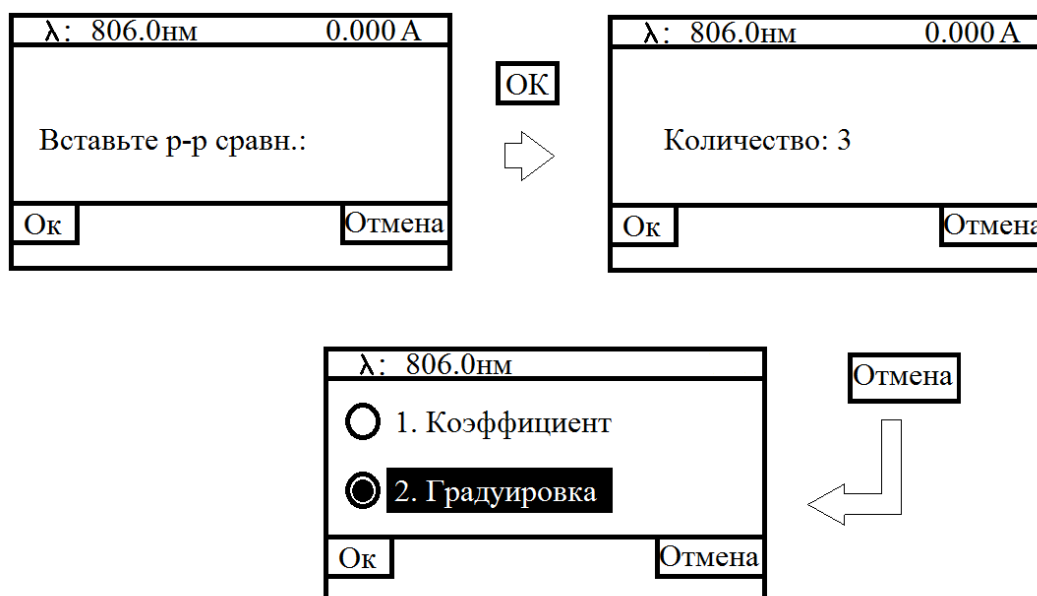 λ: 806.0нм 0.000 A
Вставьте р-р сравн.:
Ок Отмена
ОК
λ: 806.0нм 0.000 A
Количество: 3
Ок Отмена
λ: 806.0нм
1. Коэффициент
2. Градуировка
Ок Отмена
Отмена